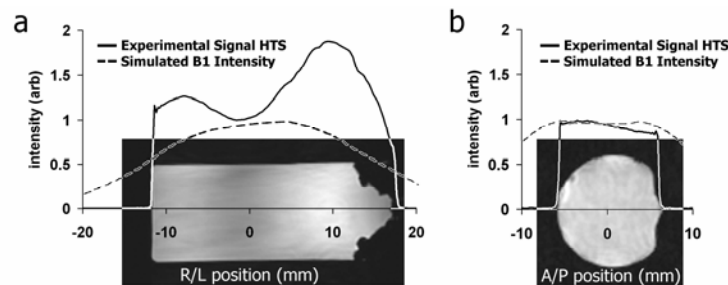 a
b
2
Experimental Signal HTS
Simulated B1 Intensity
1.5
1
0.5
0
intensity (arb)
-20
-10
0
10
20
R/L position (mm)
2
Experimental Signal HTS
Simulated B1 Intensity
1.5
1
0.5
0
intensity (arb)
-10
0
10
A/P position (mm)